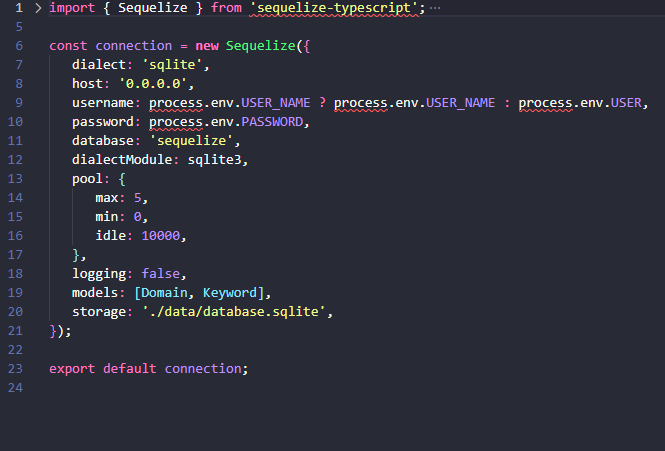 1 import { Sequelize } from 'sequelize-typescript'; ···
5
6 const connection = new Sequelize({
7 dialect: 'sqlite',
8 host: '0.0.0.0',
9 username: process.env.USER_NAME ? process.env.USER_NAME : process.env.USER,
10 password: process.env.PASSWORD,
11 database: 'sequelize',
12 dialectModule: sqlite3,
13 pool: {
14 max: 5,
15 min: 0,
16 idle: 10000,
17 },
18 logging: false,
19 models: [Domain, Keyword],
20 storage: './data/database.sqlite',
21 });
22
23 export default connection;
24